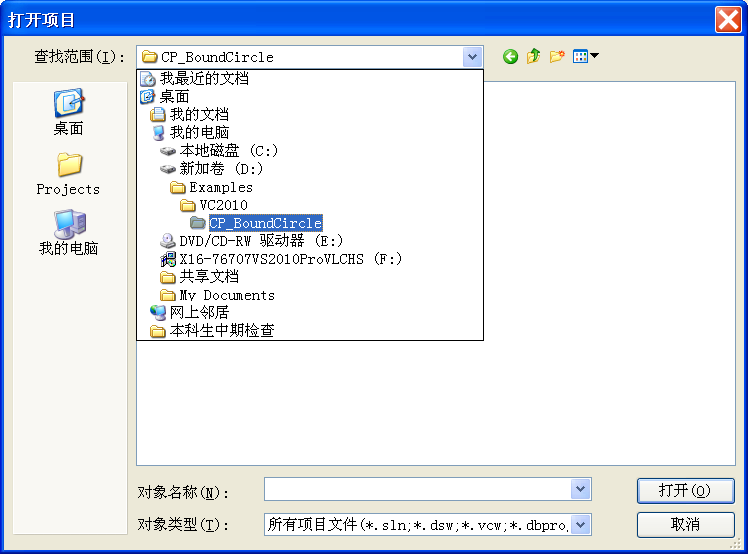 打开项目
查找范围(I):
CP_BoundCircle
我最近的文档
桌面
我的文档
我的电脑
本地磁盘 (C:)
新加卷 (D:)
Examples
VC2010
CP_BoundCircle
DVD/CD-RW 驱动器 (E:)
X16-76707VS2010ProVLCHS (F:)
共享文档
My Documents
网上邻居
本科生中期检查
桌面
Projects
我的电脑
对象名称(N):
打开(O)
对象类型(T):
所有项目文件(*.sln;*.dsw;*.vcw;*.dbpro.
取消